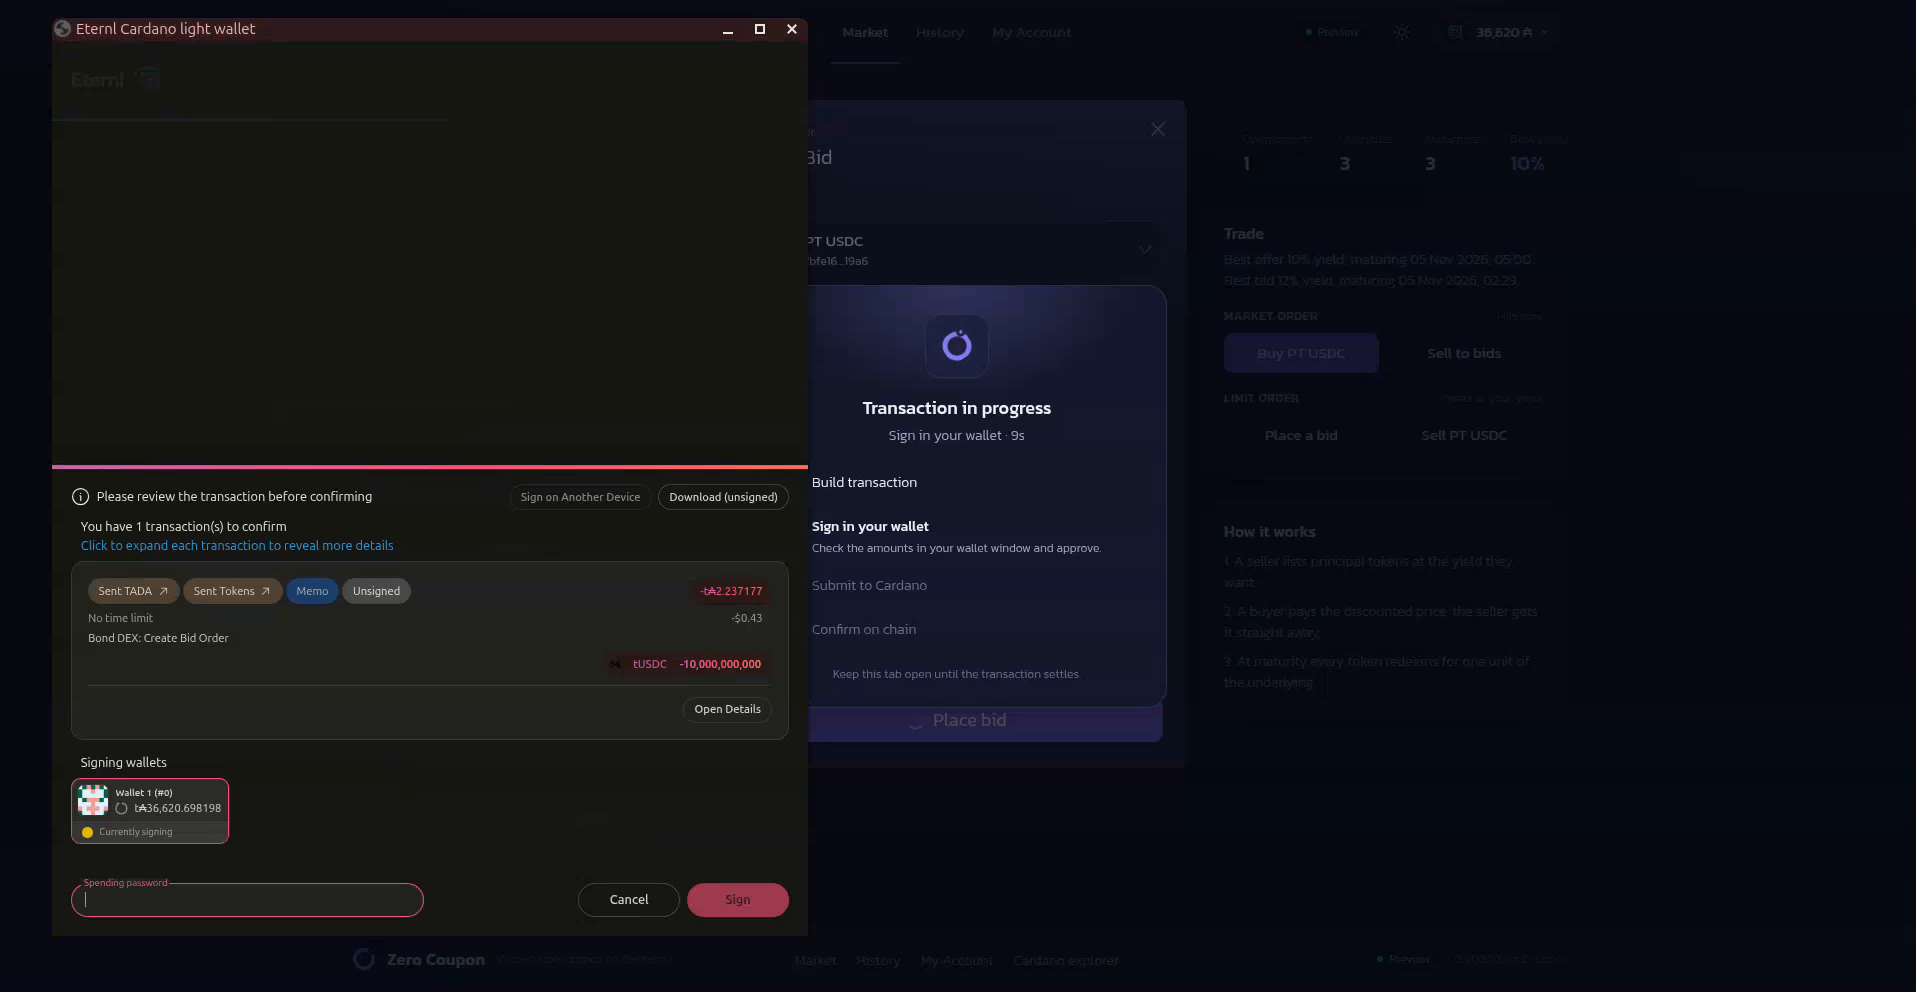 Eternl Cardano light wallet
Eternl
Please review the transaction before confirming
Sign on Another Device
Download (unsigned)
You have 1 transaction(s) to confirm
Click to expand each transaction to reveal more details
Sent TADA ↗
Sent Tokens ↗
Memo
Unsigned
-t₳2.237177
No time limit
-$0.43
Bond DEX: Create Bid Order
tUSDC -10,000,000,000
Open Details
Signing wallets
Wallet 1 (#0)
t₳36,620.698198
Currently signing
Spending password
Cancel
Sign
Market
History
My Account
Preview
36,620 ₳
Bid
PT USDC
bfe16...19a6
Transaction in progress
Sign in your wallet · 9s
Build transaction
Sign in your wallet
Check the amounts in your wallet window and approve.
Submit to Cardano
Confirm on chain
Keep this tab open until the transaction settles.
Place bid
1
3
3
10%
Trade
Best offer 10% yield, maturing 05 Nov 2026, 05:00
Best bid 12% yield, maturing 05 Nov 2026, 02:29
MARKET ORDER
Buy PT USDC
Sell to bids
LIMIT ORDER
Place a bid
Sell PT USDC
How it works
1. A seller lists principal tokens at the yield they
want.
2. A buyer pays the discounted price, the seller gets
it straight away.
3. At maturity every token redeems for one unit of
the underlying.
Zero Coupon
Market
History
My Account
Cardano explorer
Preview